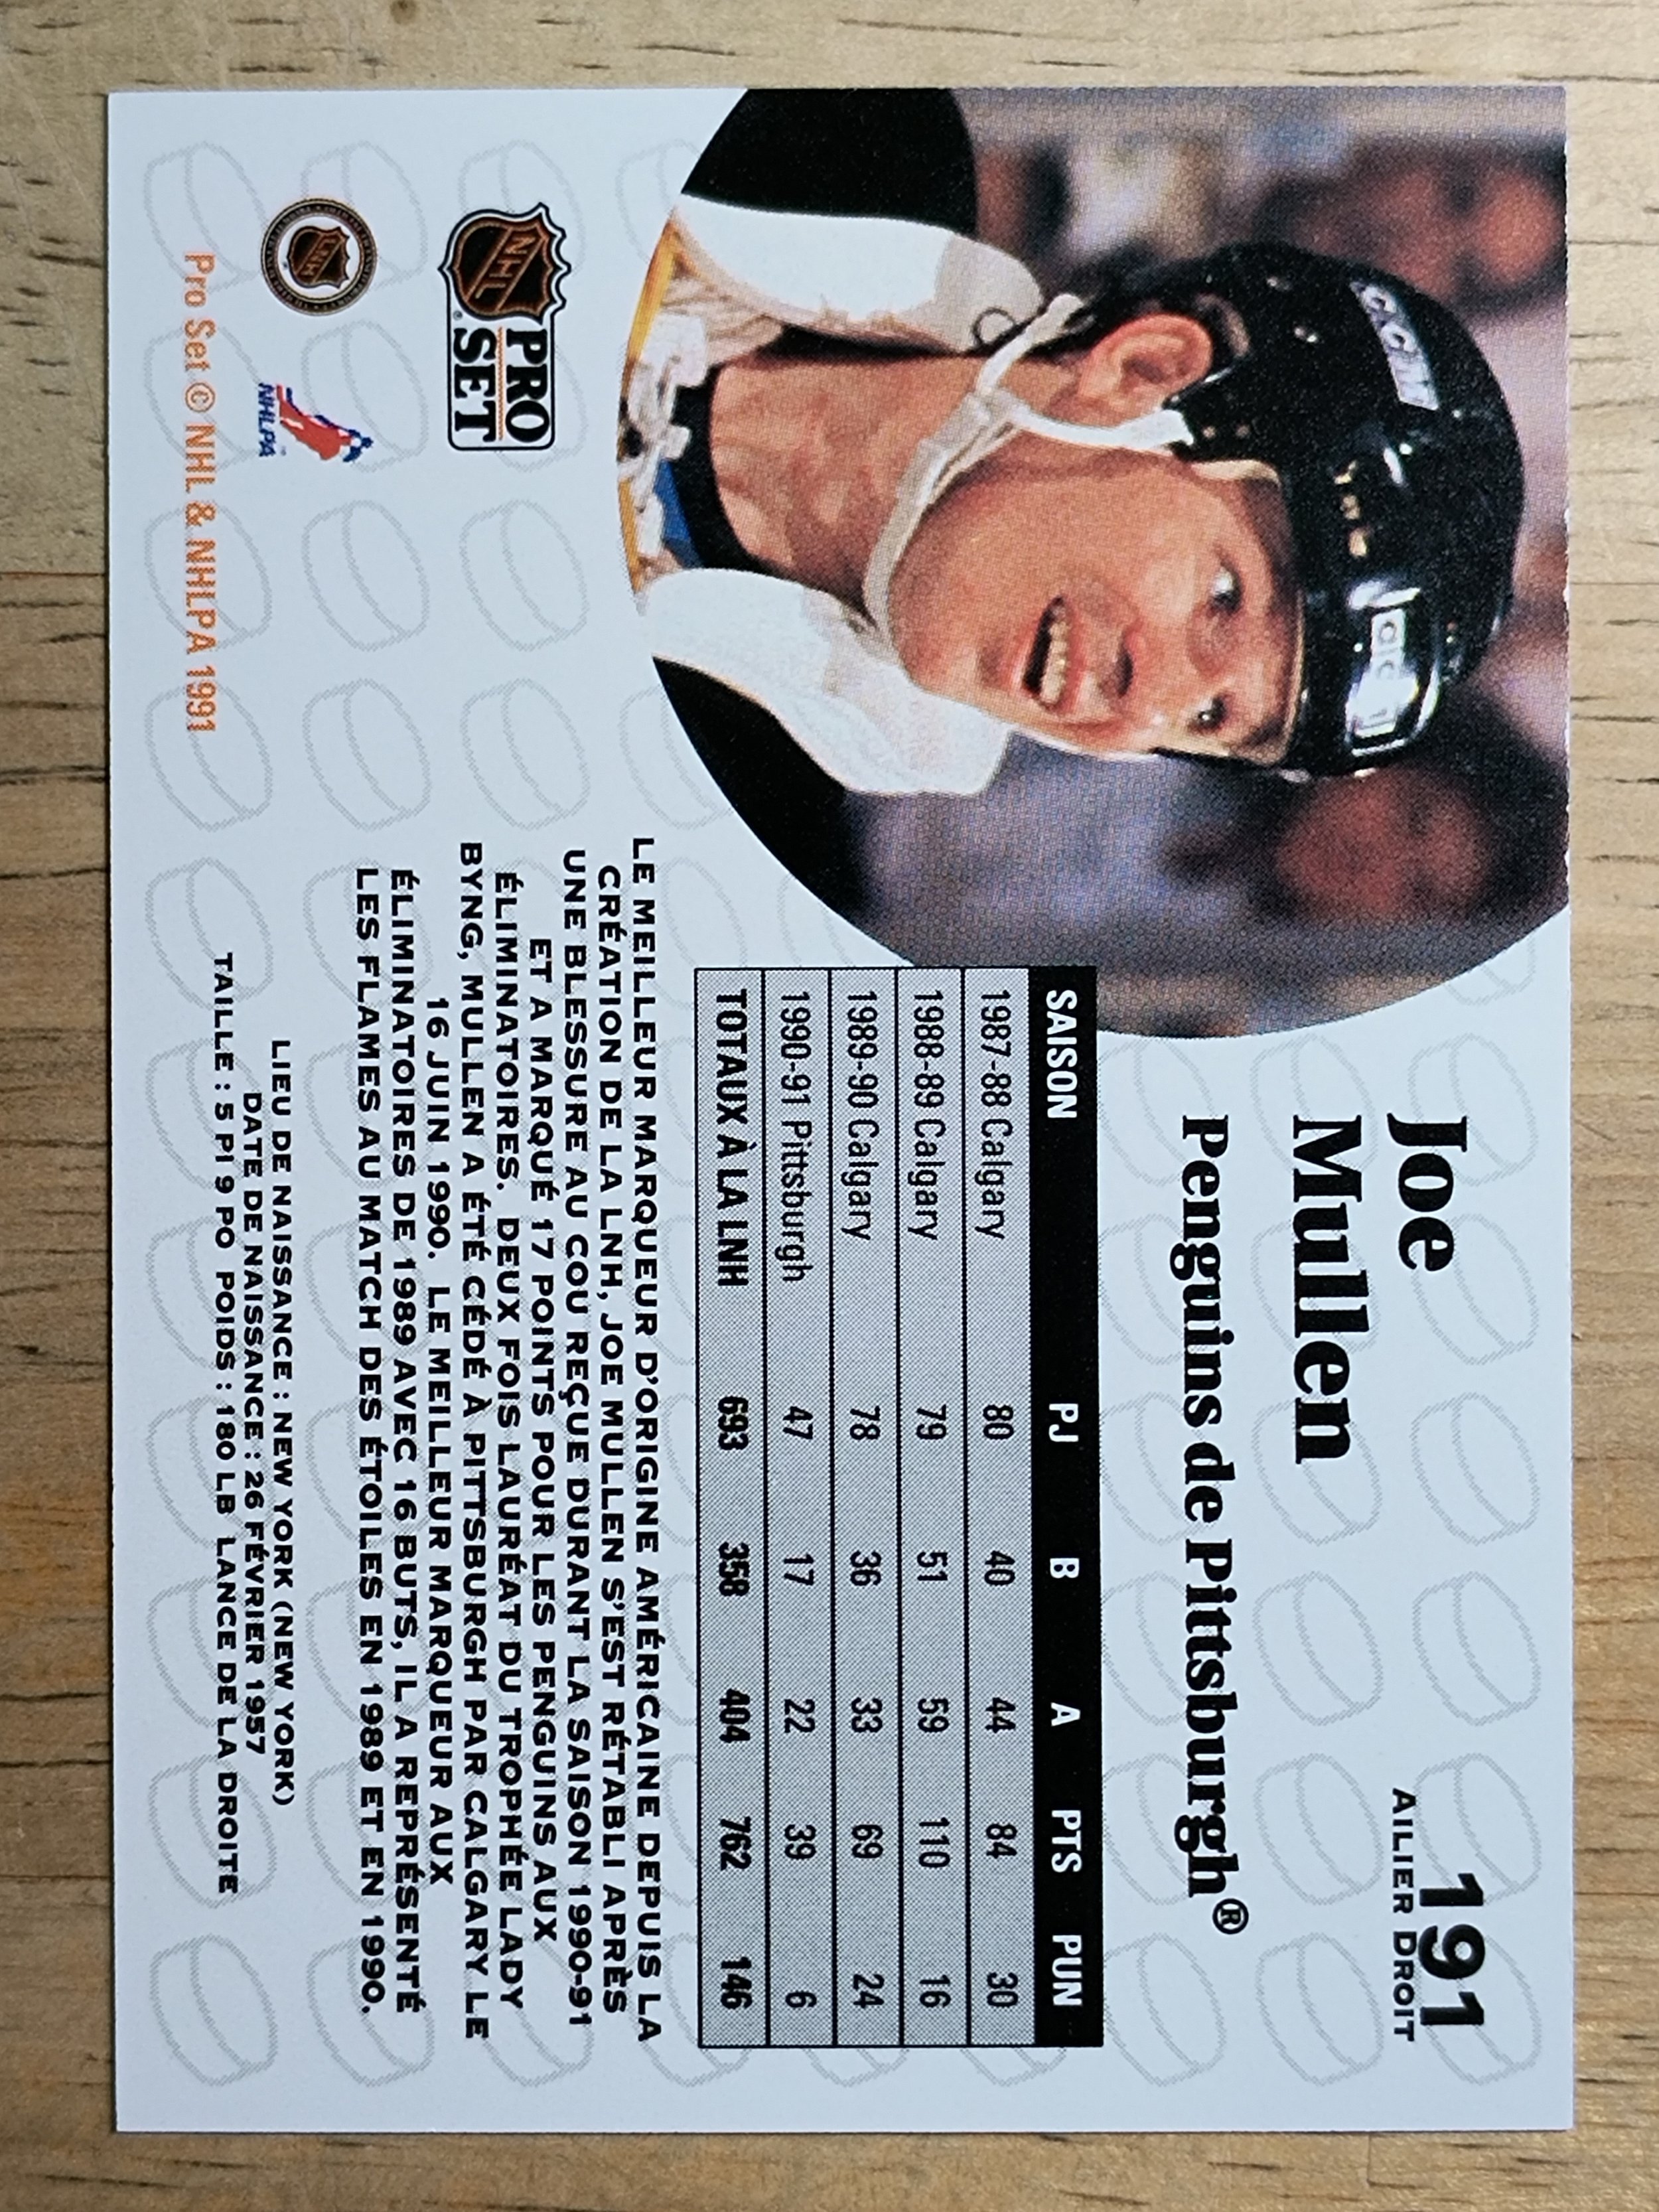 191
AILIER DROIT
Joe
Mullen
Penguins de Pittsburgh®
SAISON PJ B A PTS PUN
1987-88 Calgary 80 40 44 84 30
1988-89 Calgary 79 51 59 110 16
1989-90 Calgary 78 36 33 69 24
1990-91 Pittsburgh 47 17 22 39 6
TOTAUX À LA LNH 693 358 404 762 146
LE MEILLEUR MARQUEUR D'ORIGINE AMÉRICAINE DEPUIS LA
CRÉATION DE LA LNH, JOE MULLEN S'EST RÉTABLI APRÈS
UNE BLESSURE AU COU REÇUE DURANT LA SAISON 1990-91
ET A MARQUÉ 17 POINTS POUR LES PENGUINS AUX
ÉLIMINATOIRES. DEUX FOIS LAURÉAT DU TROPHÉE LADY
BYNG, MULLEN A ÉTÉ CÉDÉ À PITTSBURGH PAR CALGARY LE
16 JUIN 1990. LE MEILLEUR MARQUEUR AUX
ÉLIMINATOIRES DE 1989 AVEC 16 BUTS, IL A REPRÉSENTÉ
LES FLAMES AU MATCH DES ÉTOILES EN 1989 ET EN 1990.
LIEU DE NAISSANCE : NEW YORK (NEW YORK)
DATE DE NAISSANCE : 26 FÉVRIER 1957
TAILLE : 5 PI 9 PO POIDS : 180 LB LANCE DE LA DROITE
CCM
NHL
PRO
SET®
NHL
NHLPA
Pro Set © NHL & NHLPA 1991